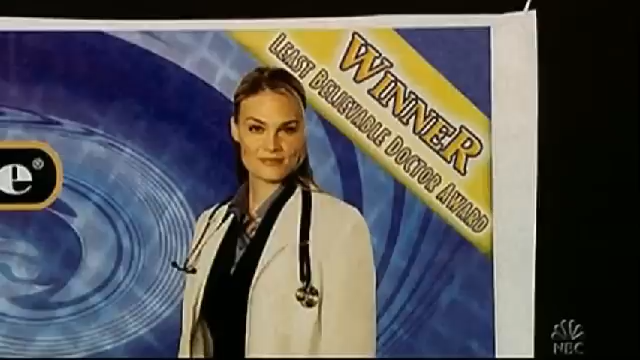 WINNER
LEAST BELIEVABLE DOCTOR AWARD
e®
NBC